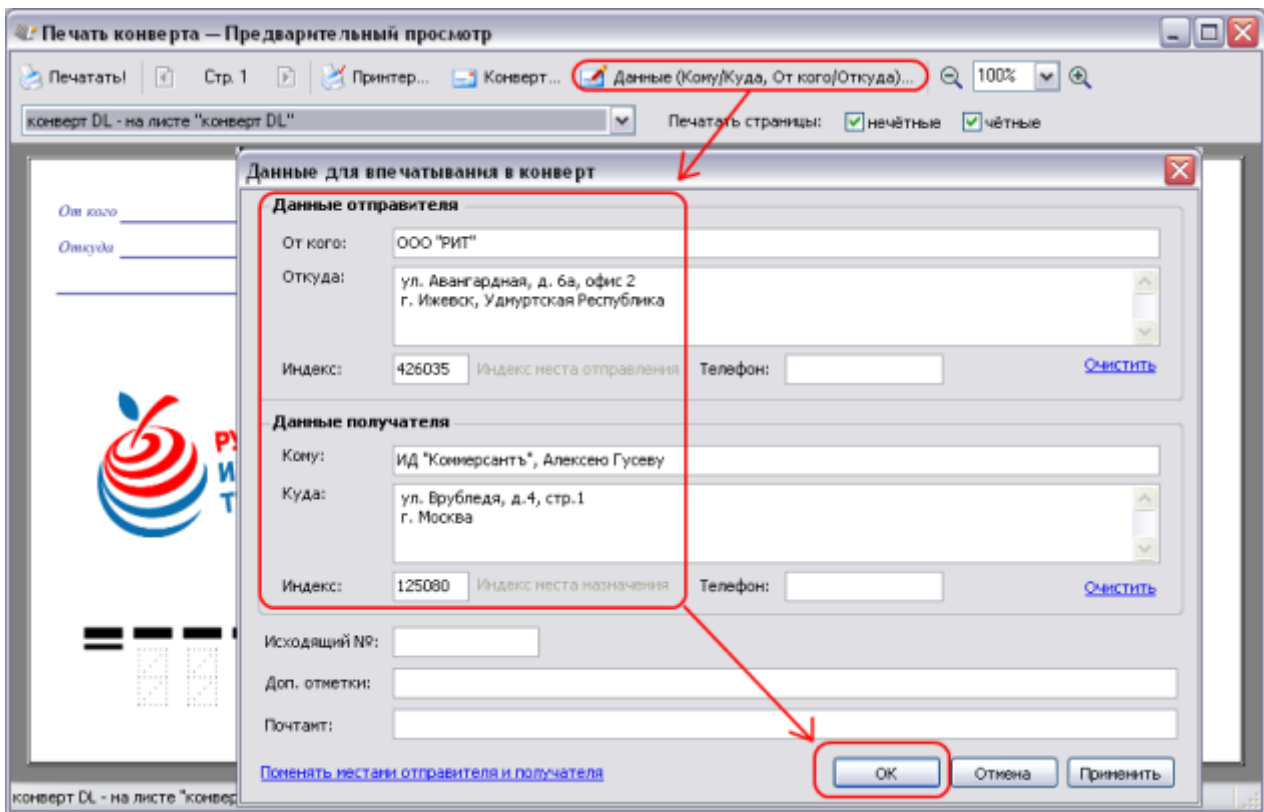 Печать конверта — Предварительный просмотр
Печатать! Стр. 1 Принтер... Конверт... Данные (Кому/Куда, От кого/Откуда)... 100%
конверт DL - на листе "конверт DL" Печатать страницы: нечётные чётные
Данные для впечатывания в конверт
Данные отправителя
От кого
От кого: ООО "РИТ"
Откуда
Откуда: ул. Авангардная, д. 6а, офис 2
г. Ижевск, Удмуртская Республика
Индекс: 426035 Индекс места отправления Телефон: Очистить
Данные получателя
Кому: ИД "Коммерсантъ", Алексею Гусеву
Куда: ул. Врубледя, д.4, стр.1
г. Москва
Индекс: 125080 Индекс места назначения Телефон: Очистить
Исходящий №:
Доп. отметки:
Почтамт:
Поменять местами отправителя и получателя OK Отмена Применить
конверт DL - на листе